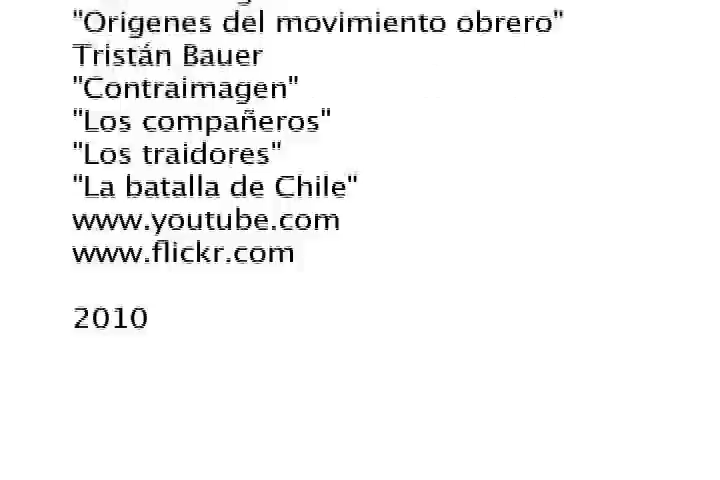 "Origenes del movimiento obrero"
Tristán Bauer
"Contraimagen"
"Los compañeros"
"Los traidores"
"La batalla de Chile"
www.youtube.com
www.flickr.com
2010